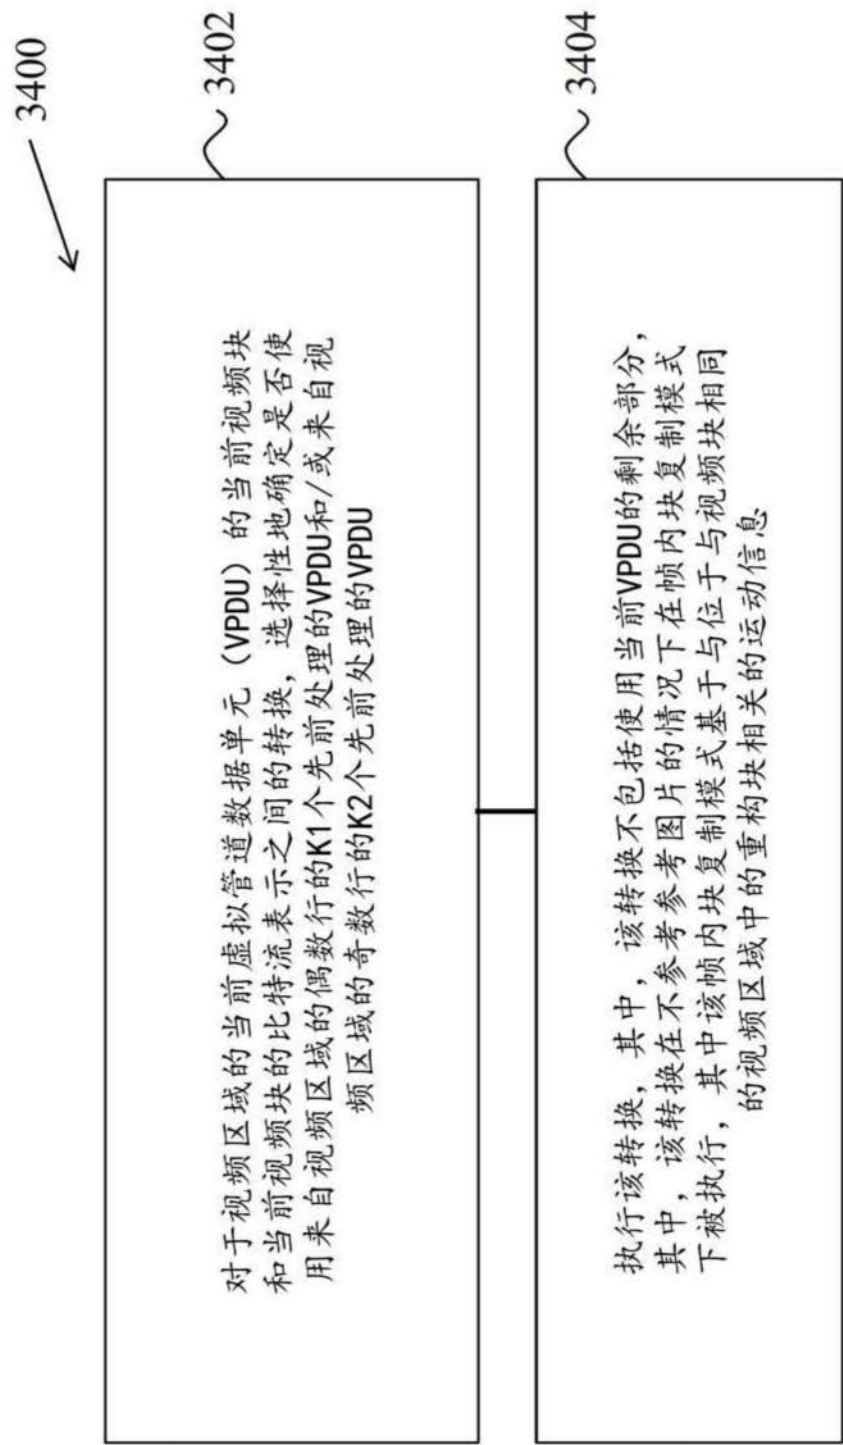 3400
3402
对于视频区域的当前虚拟管道数据单元（VPDU）的当前视频块
和当前视频块的比特流表示之间的转换，选择性地确定是否使
用来自视频区域的偶数行的K1个先前处理的VPDU和/或来自视
频区域的奇数行的K2个先前处理的VPDU
3404
执行该转换，其中，该转换不包括使用当前VPDU的剩余部分，
其中，该转换在不参考参考图片的情况下在帧内块复制模式
下被执行，其中该帧内块复制模式基于与位于与视频块相同
的视频区域中的重构块相关的运动信息